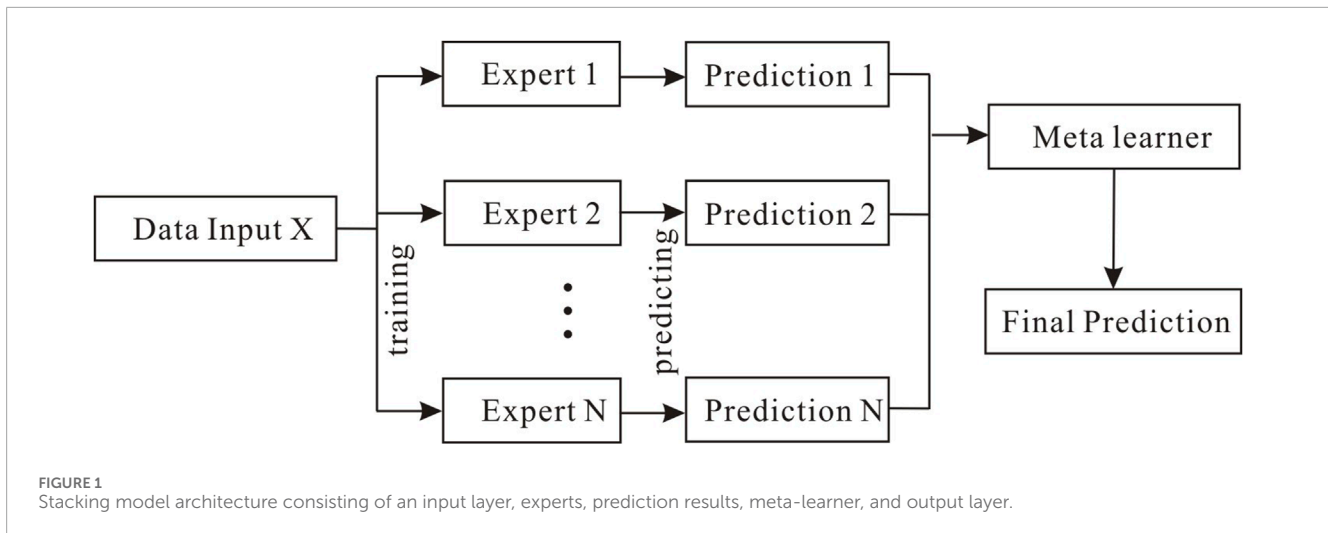 Expert 1
Prediction 1
Meta learner
Data Input X
Expert 2
Prediction 2
training
predicting
Final Prediction
Expert N
Prediction N
FIGURE 1
Stacking model architecture consisting of an input layer, experts, prediction results, meta-learner, and output layer.